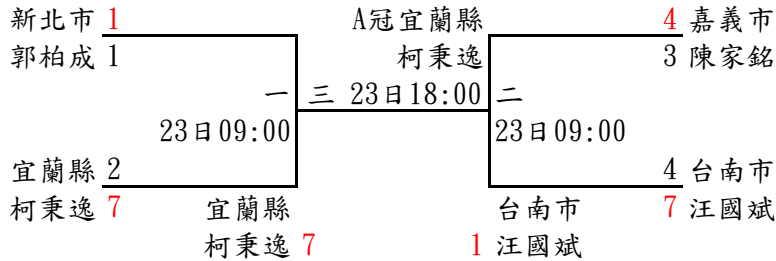 新北市 1 A冠宜蘭縣 4 嘉義市
郭柏成 1 柯秉逸 3 陳家銘
一 三 23日18:00 二
23日09:00 23日09:00
宜蘭縣 2 4 台南市
柯秉逸 7 宜蘭縣 台南市 7 汪國斌
柯秉逸 7 1 汪國斌